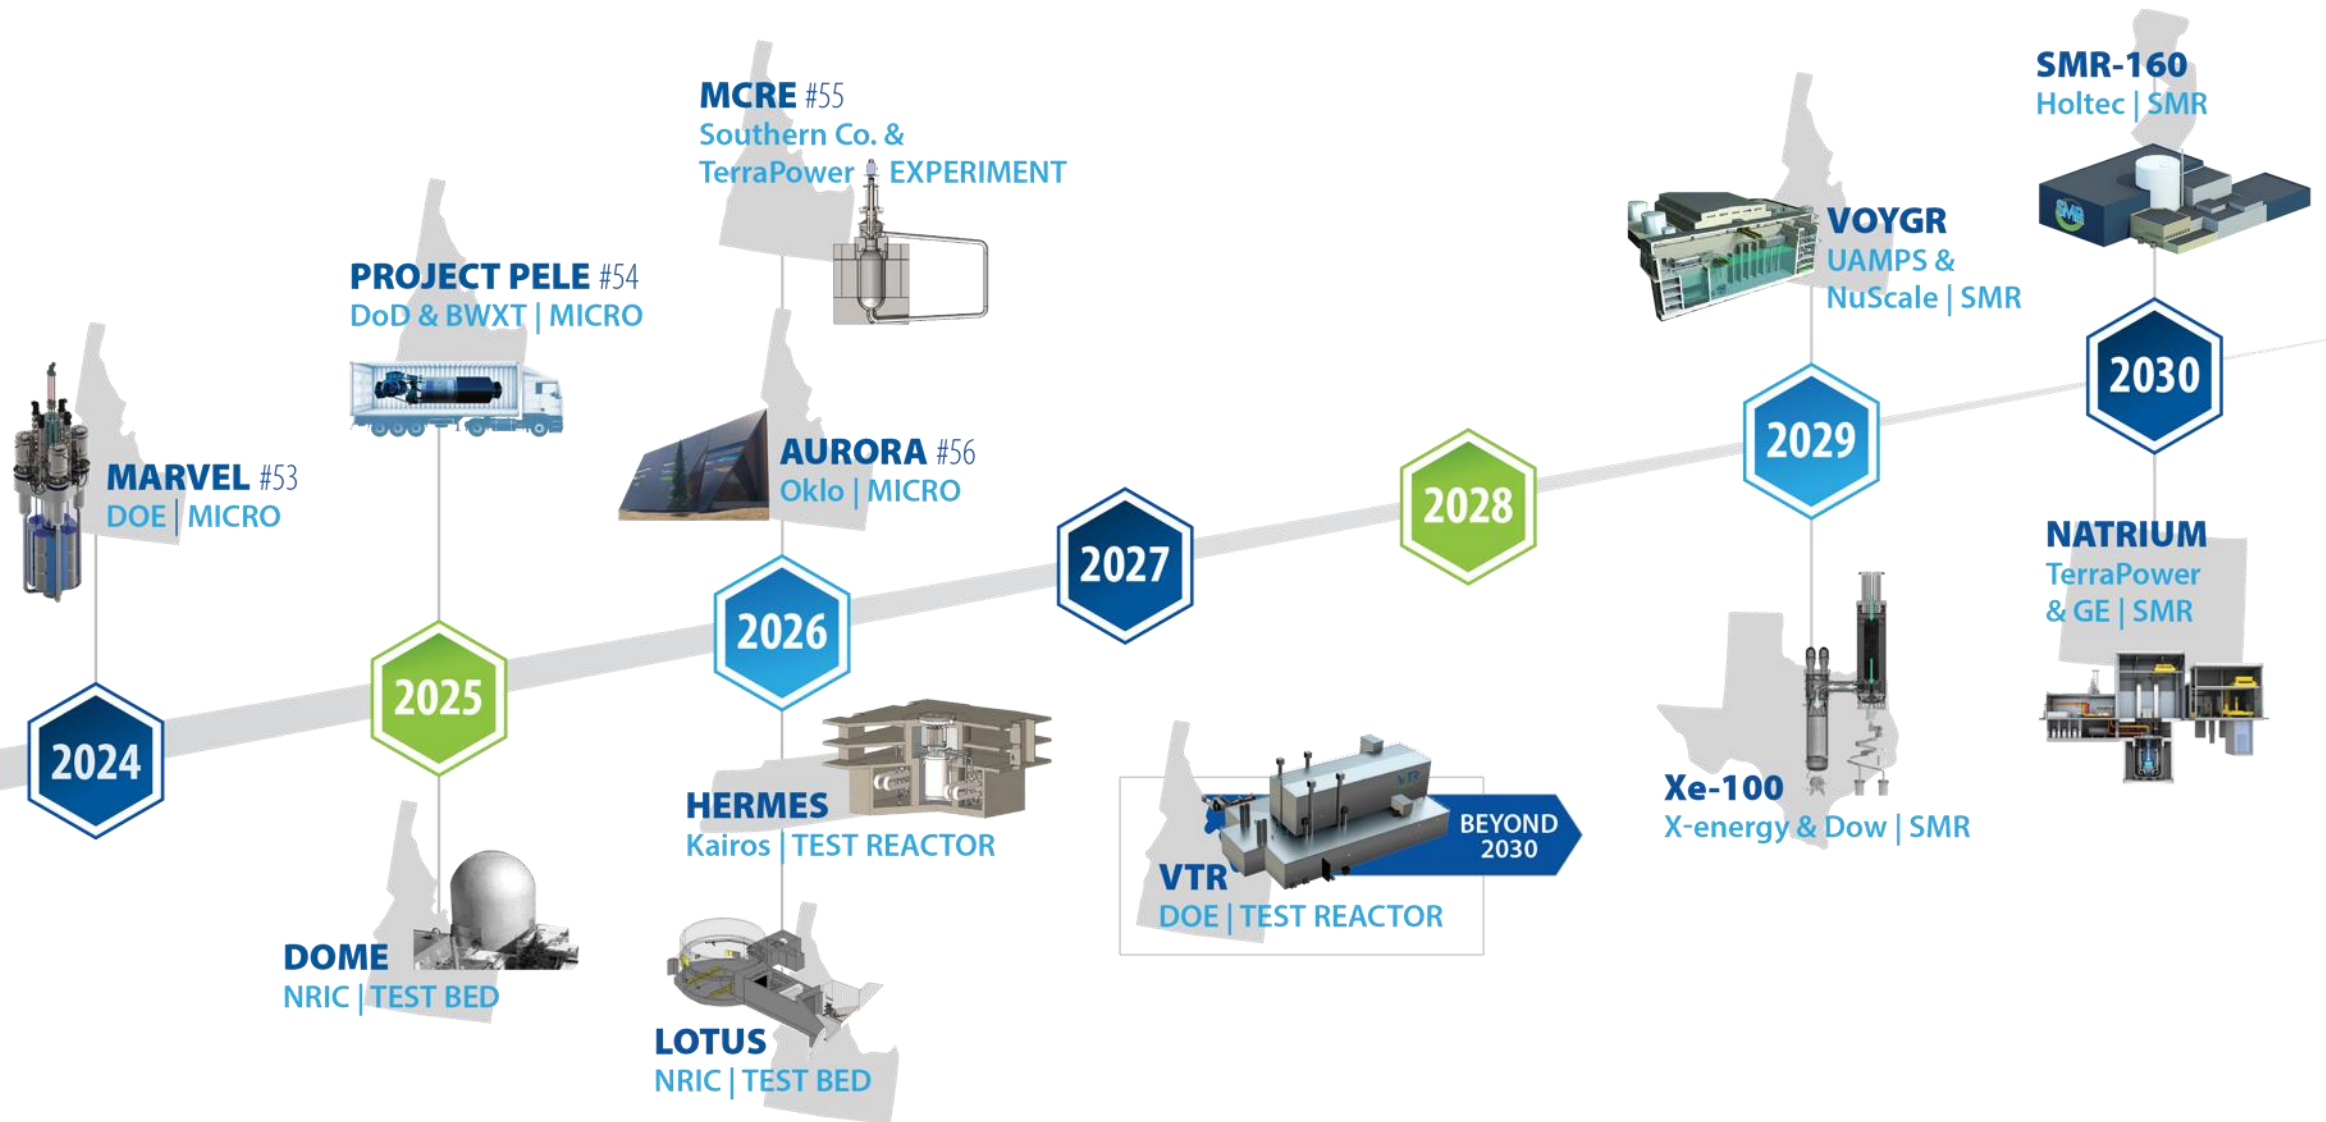 MARVEL #53
DOE | MICRO
2024
PROJECT PELE #54
DoD & BWXT | MICRO
2025
DOME
NRIC | TEST BED
MCRE #55
Southern Co. &
TerraPower | EXPERIMENT
AURORA #56
Oklo | MICRO
2026
HERMES
Kairos | TEST REACTOR
LOTUS
NRIC | TEST BED
2027
VTR
BEYOND
2030
VTR
DOE | TEST REACTOR
2028
VOYGR
UAMPS &
NuScale | SMR
2029
Xe-100
X-energy & Dow | SMR
SMR-160
Holtec | SMR
SMR
2030
NATRIUM
TerraPower
& GE | SMR